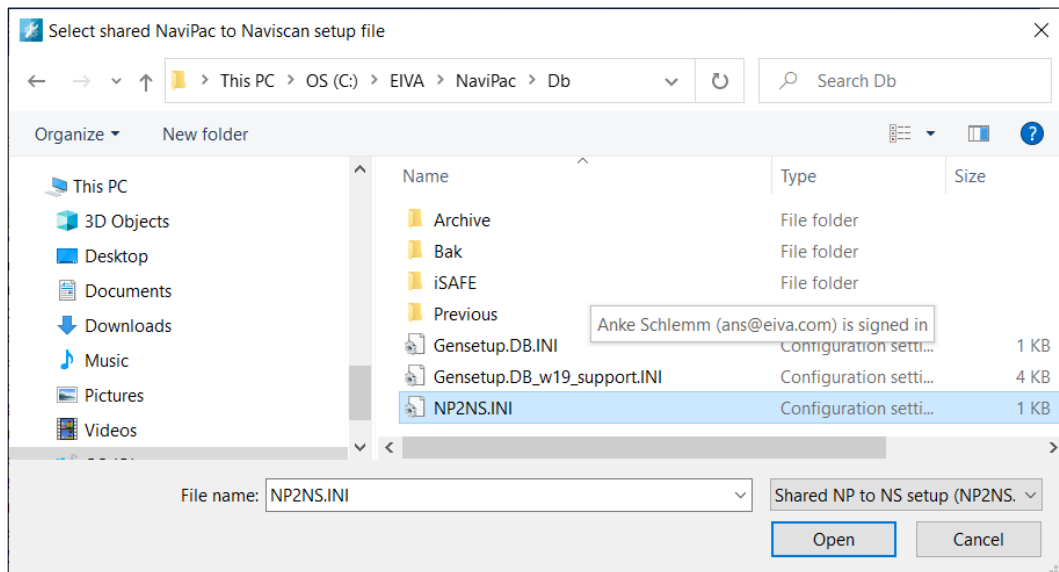 Select shared NaviPac to Naviscan setup file
This PC > OS (C:) > EIVA > NaviPac > Db
Search Db
Organize
New folder
This PC
3D Objects
Desktop
Documents
Downloads
Music
Pictures
Videos
Name Type Size
Archive File folder
Bak File folder
iSAFE File folder
Previous
Anke Schlemm (ans@eiva.com) is signed in
Gensetup.DB.INI Configuration setti... 1 KB
Gensetup.DB_w19_support.INI Configuration setti... 4 KB
NP2NS.INI Configuration setti... 1 KB
File name: NP2NS.INI
Shared NP to NS setup (NP2NS.
Open
Cancel